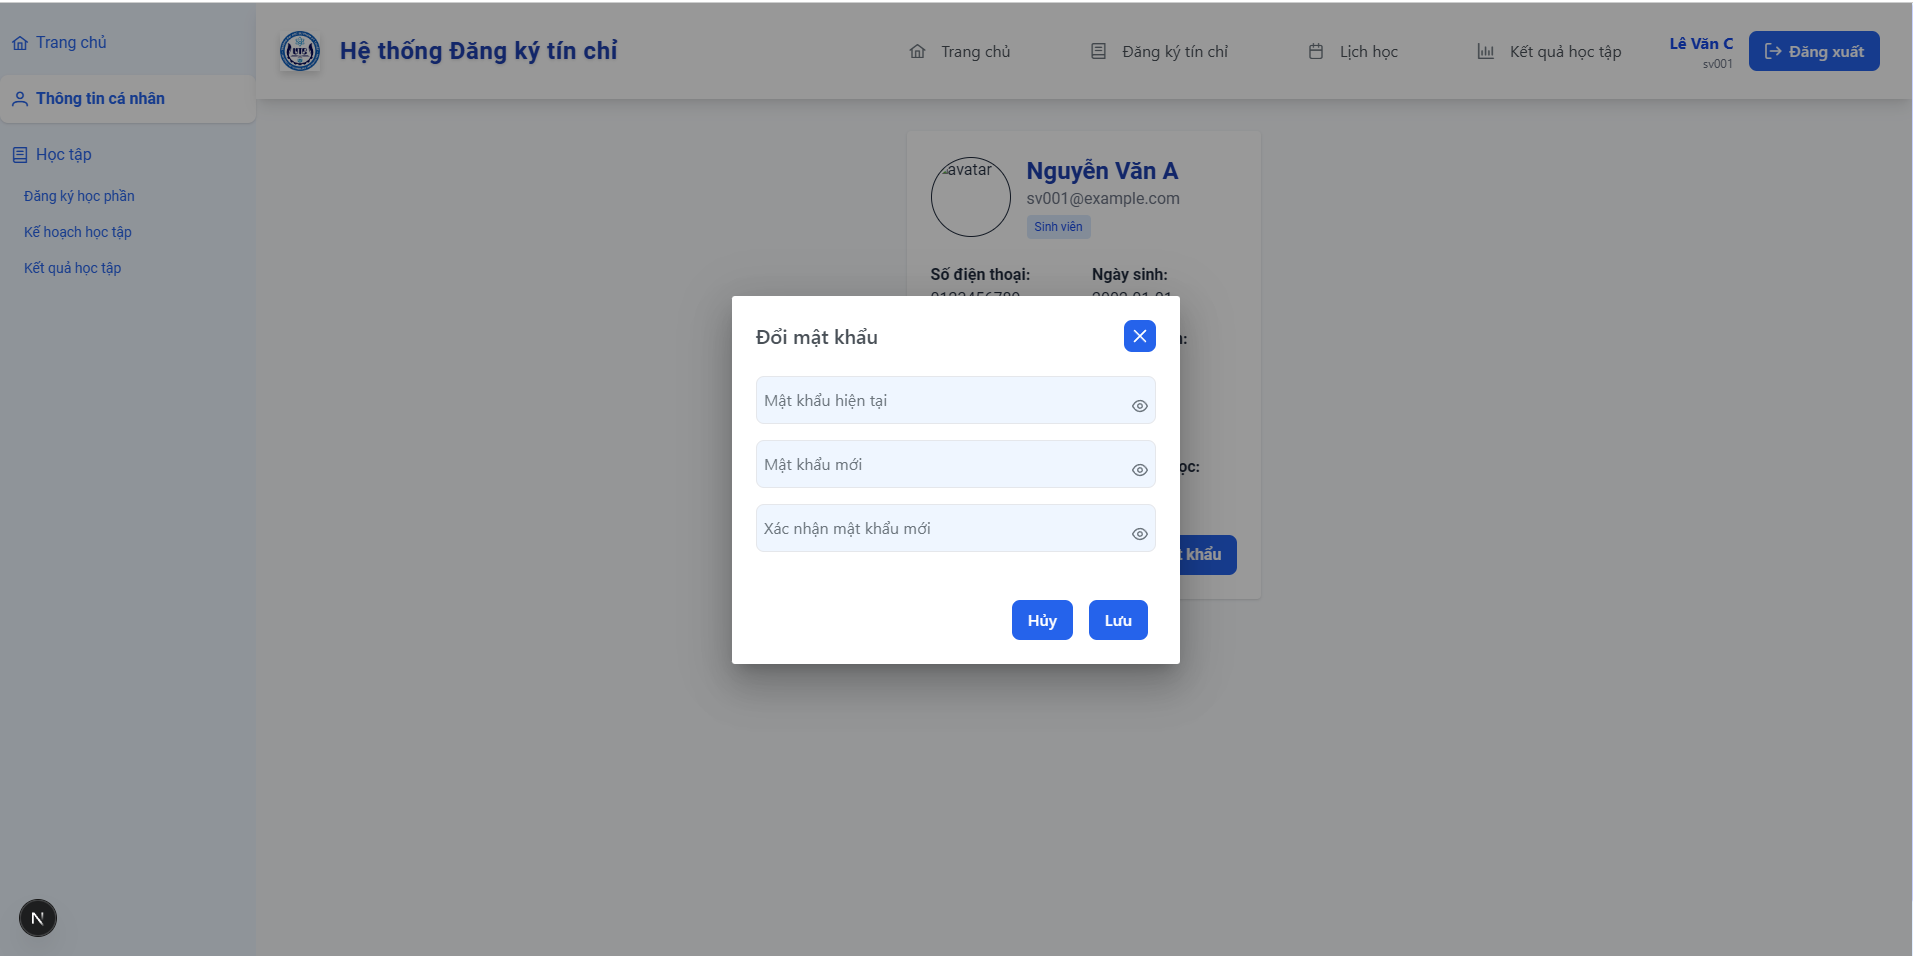 Trang chủ
Thông tin cá nhân
Học tập
Đăng ký học phần
Kế hoạch học tập
Kết quả học tập
Hệ thống Đăng ký tín chỉ
Trang chủ
Đăng ký tín chỉ
Lịch học
Kết quả học tập
Lê Văn C
sv001
Đăng xuất
avatar
Nguyễn Văn A
sv001@example.com
Sinh viên
Số điện thoại:
Ngày sinh:
Đổi mật khẩu
Mật khẩu hiện tại
Mật khẩu mới
Xác nhận mật khẩu mới
khẩu
Hủy
Lưu
N